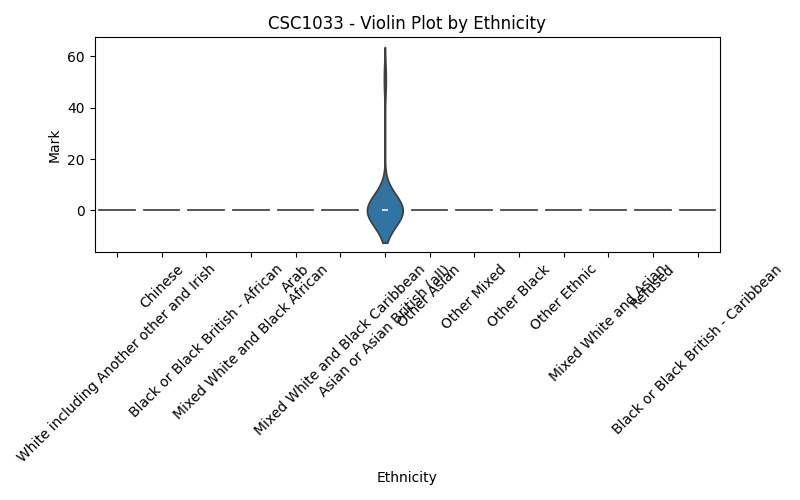 CSC1033 - Violin Plot by Ethnicity
Mark
60
40
20
0
White including Another other and Irish
Chinese
Black or Black British - African
Mixed White and Black African
Arab
Mixed White and Black Caribbean
Asian or Asian British (all)
Other Asian
Other Mixed
Other Black
Other Ethnic
Mixed White and Asian
Refused
Black or Black British - Caribbean
Ethnicity